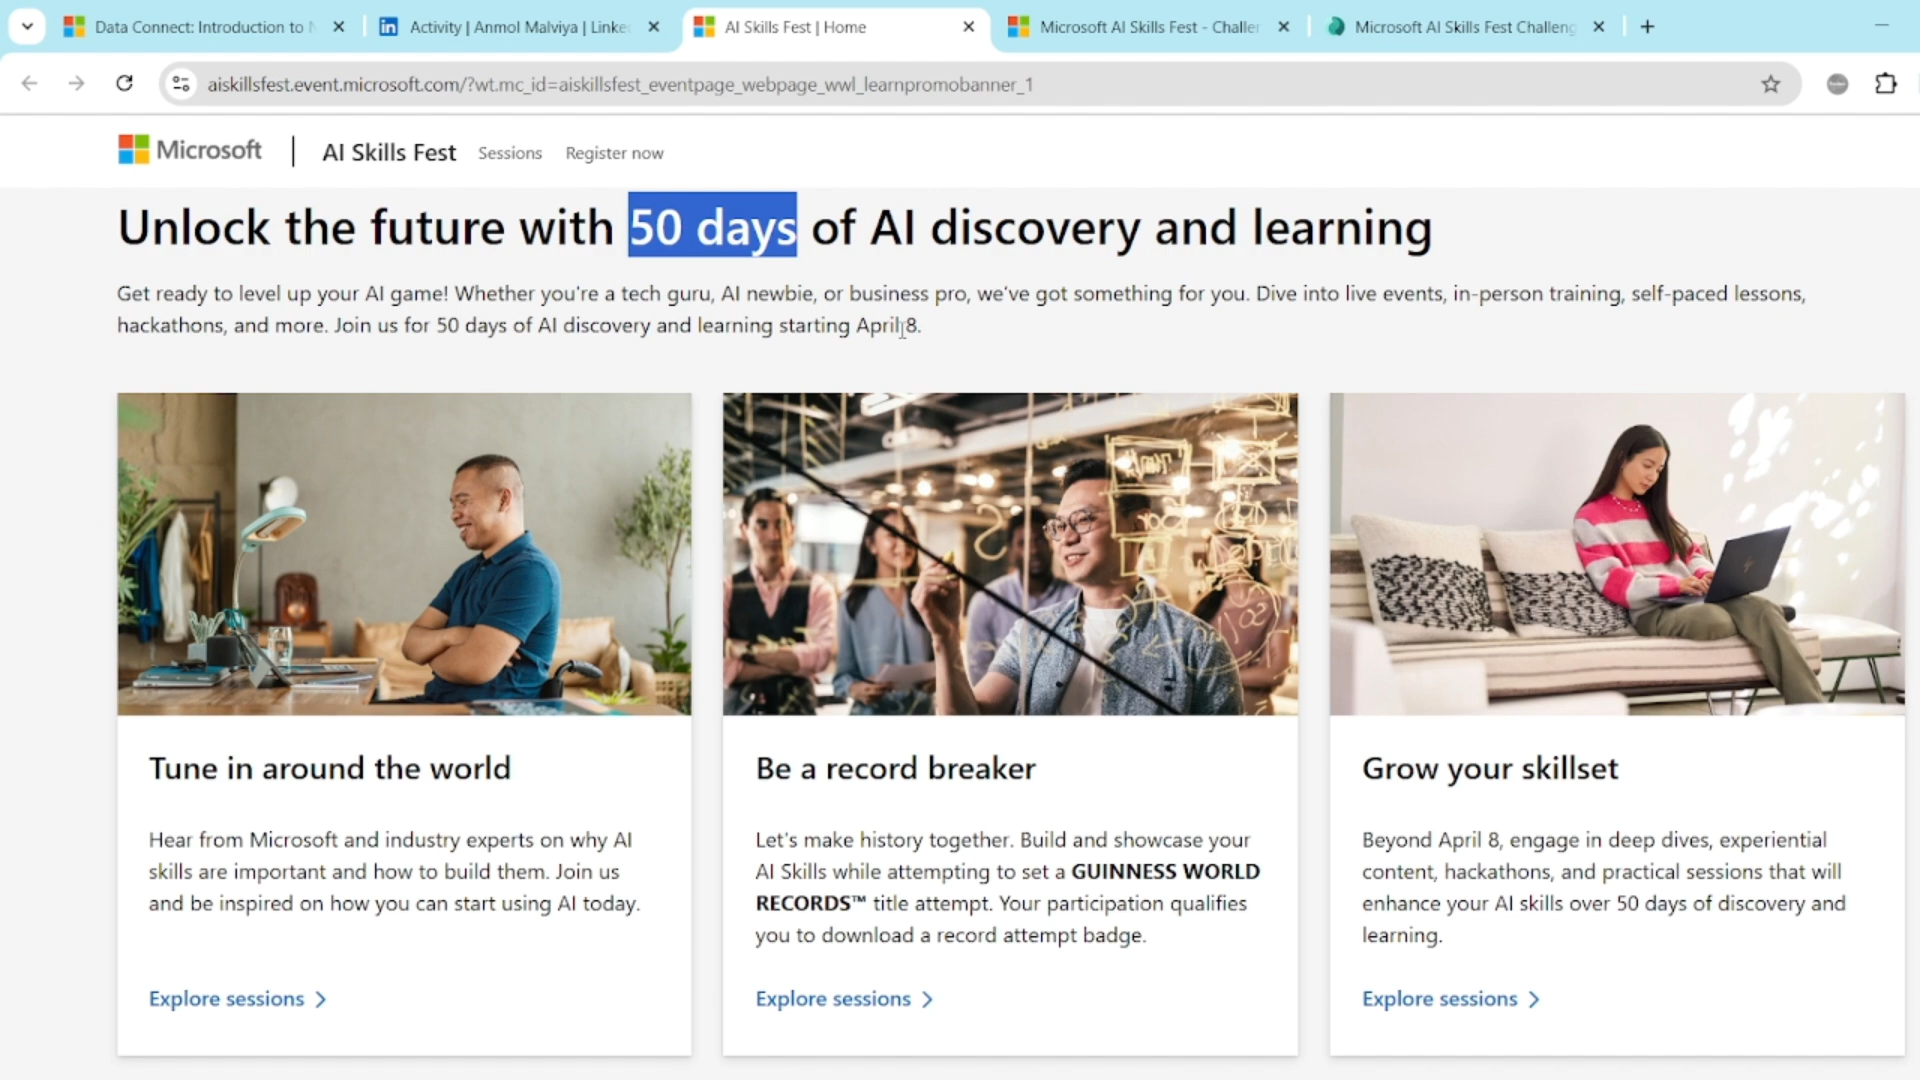 Data Connect: Introduction to
Activity | Anmol Malviya | Linke
AI Skills Fest | Home
Microsoft AI Skills Fest - Challen
Microsoft AI Skills Fest Challeng
aiskillsfest.event.microsoft.com/?wt.mc_id=aiskillsfest_eventpage_webpage_wwl_learnpromobanner_1
Microsoft | AI Skills Fest Sessions Register now
Unlock the future with 50 days of AI discovery and learning
Get ready to level up your AI game! Whether you're a tech guru, AI newbie, or business pro, we've got something for you. Dive into live events, in-person training, self-paced lessons,
hackathons, and more. Join us for 50 days of AI discovery and learning starting April 8.
Tune in around the world
Hear from Microsoft and industry experts on why AI
skills are important and how to build them. Join us
and be inspired on how you can start using AI today.
Explore sessions
Be a record breaker
Let's make history together. Build and showcase your
AI Skills while attempting to set a GUINNESS WORLD
RECORDS™ title attempt. Your participation qualifies
you to download a record attempt badge.
Explore sessions
Grow your skillset
Beyond April 8, engage in deep dives, experiential
content, hackathons, and practical sessions that will
enhance your AI skills over 50 days of discovery and
learning.
Explore sessions